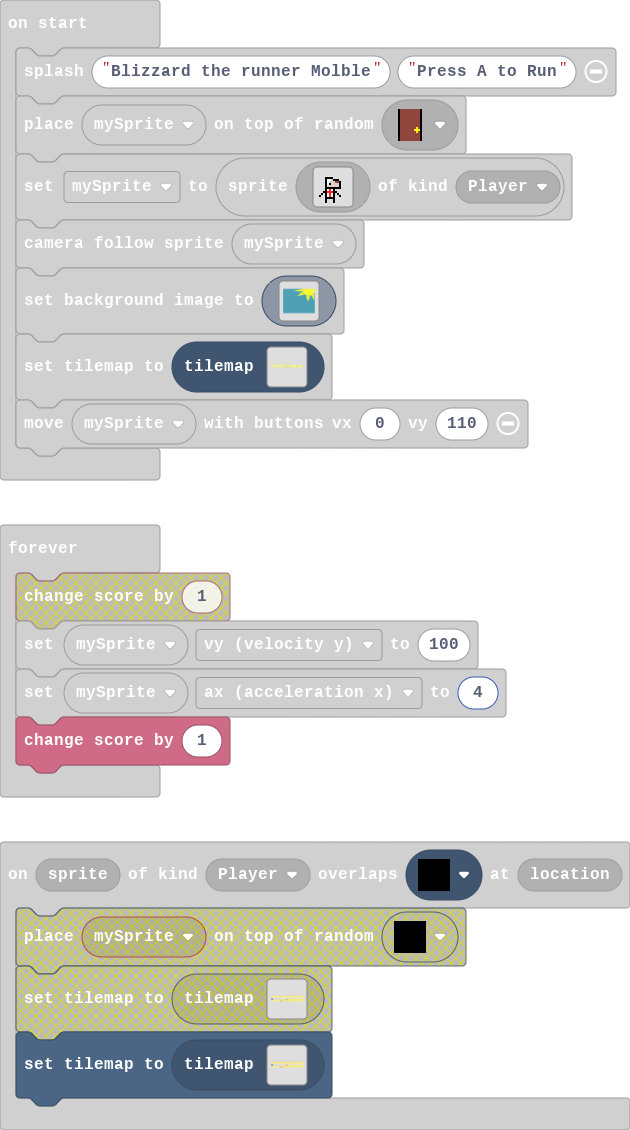 on start
splash "Blizzard the runner Molble" "Press A to Run"
place mySprite on top of random
set mySprite to sprite of kind Player
camera follow sprite mySprite
set background image to
set tilemap to tilemap
move mySprite with buttons vx 0 vy 110
forever
change score by 1
set mySprite vy (velocity y) to 100
set mySprite ax (acceleration x) to 4
change score by 1
on sprite of kind Player overlaps at location
place mySprite on top of random
set tilemap to tilemap
set tilemap to tilemap